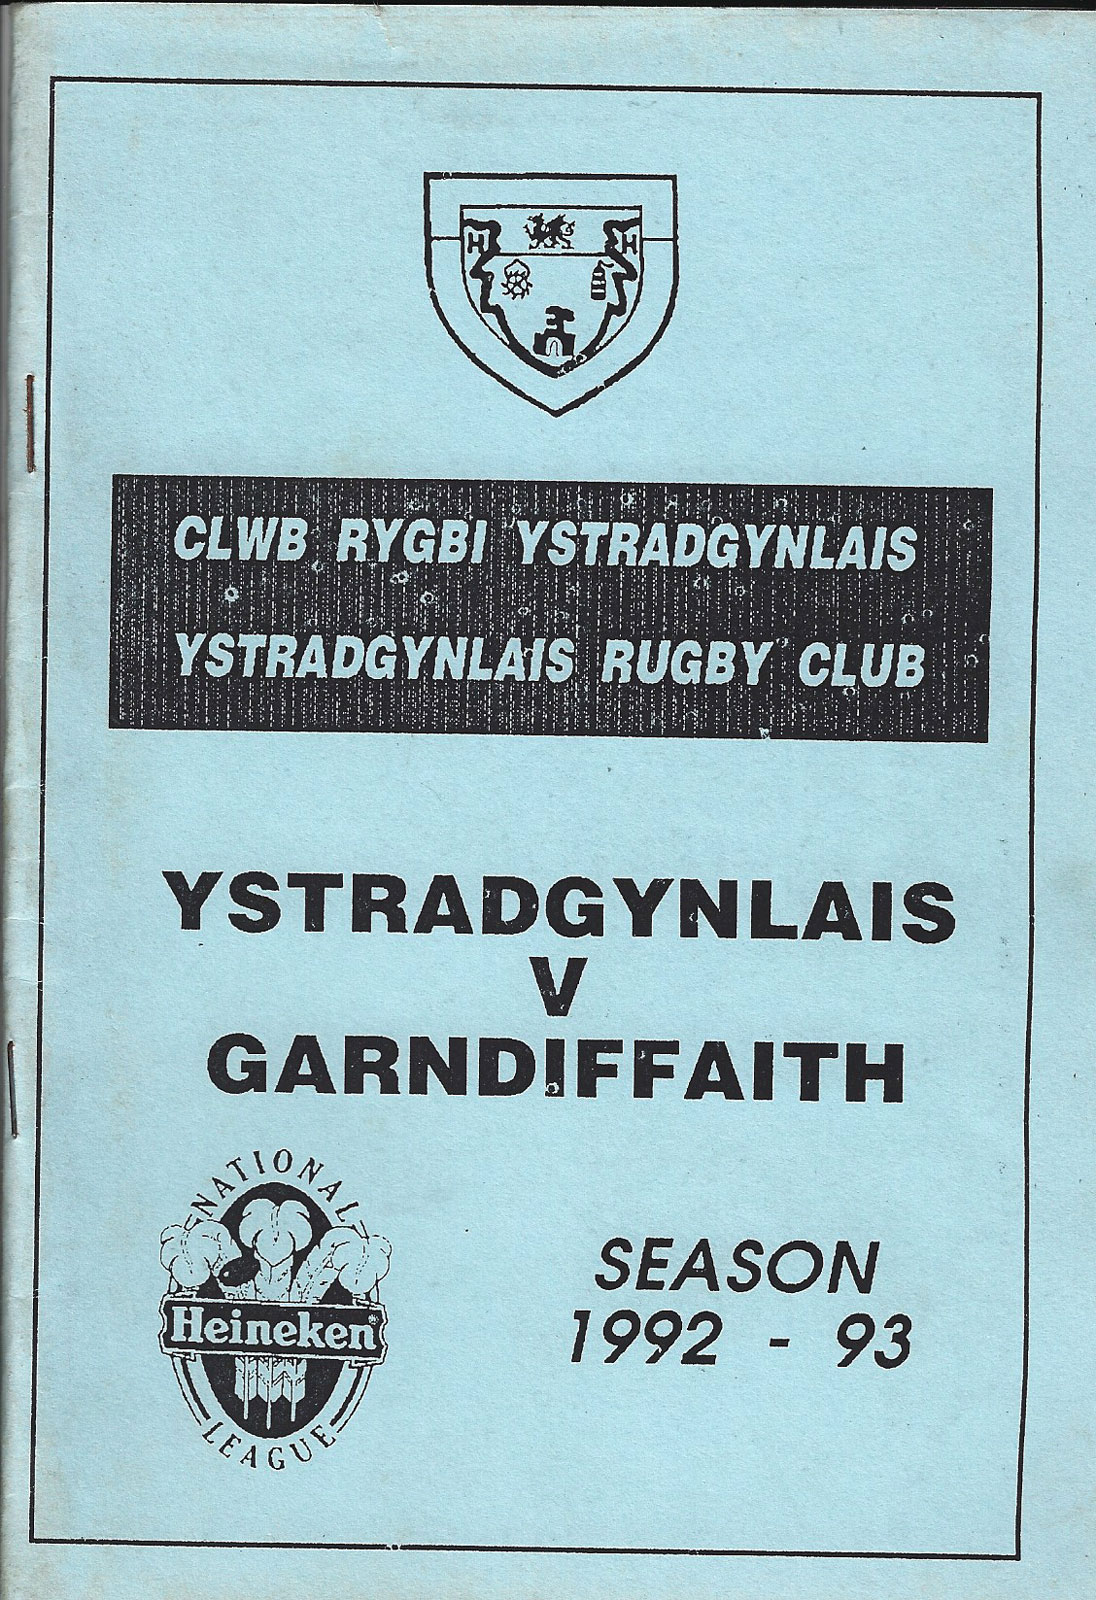 H H
CLWB RYGBI YSTRADGYNLAIS
YSTRADGYNLAIS RUGBY CLUB
YSTRADGYNLAIS
V
GARNDIFFAITH
NATIONAL
Heineken
LEAGUE
SEASON
1992 - 93